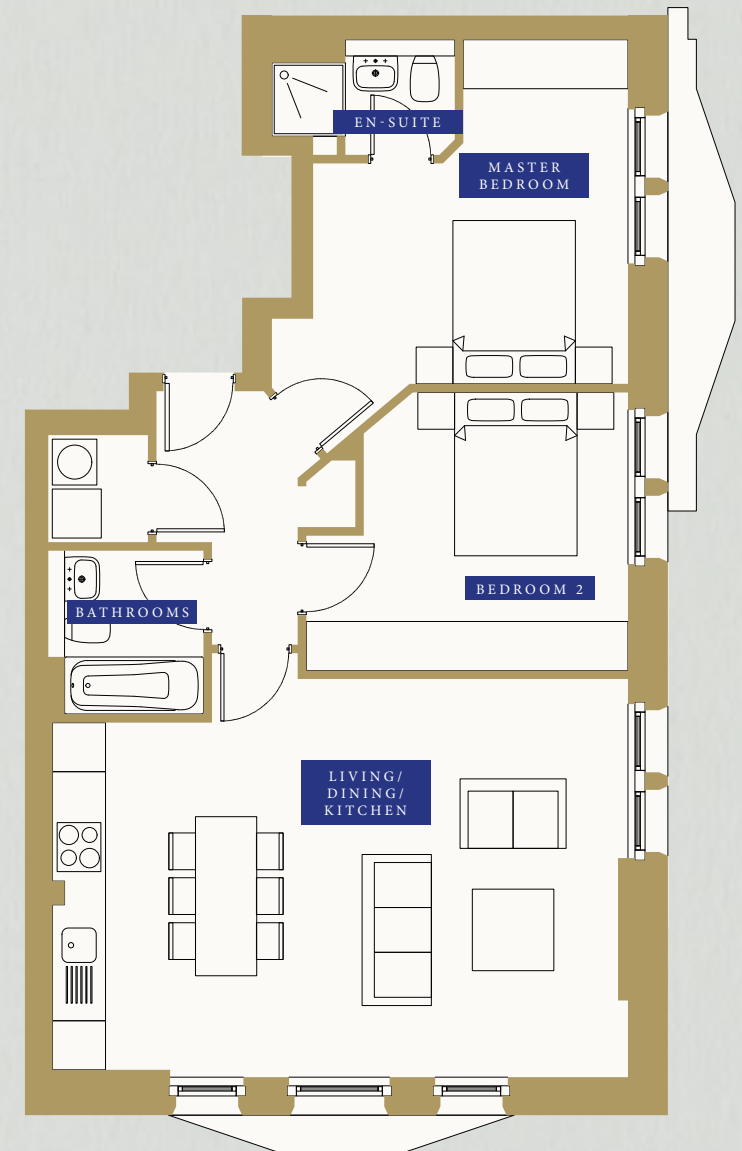 EN-SUITE
MASTER
BEDROOM
BEDROOM 2
BATHROOMS
LIVING/
DINING/
KITCHEN